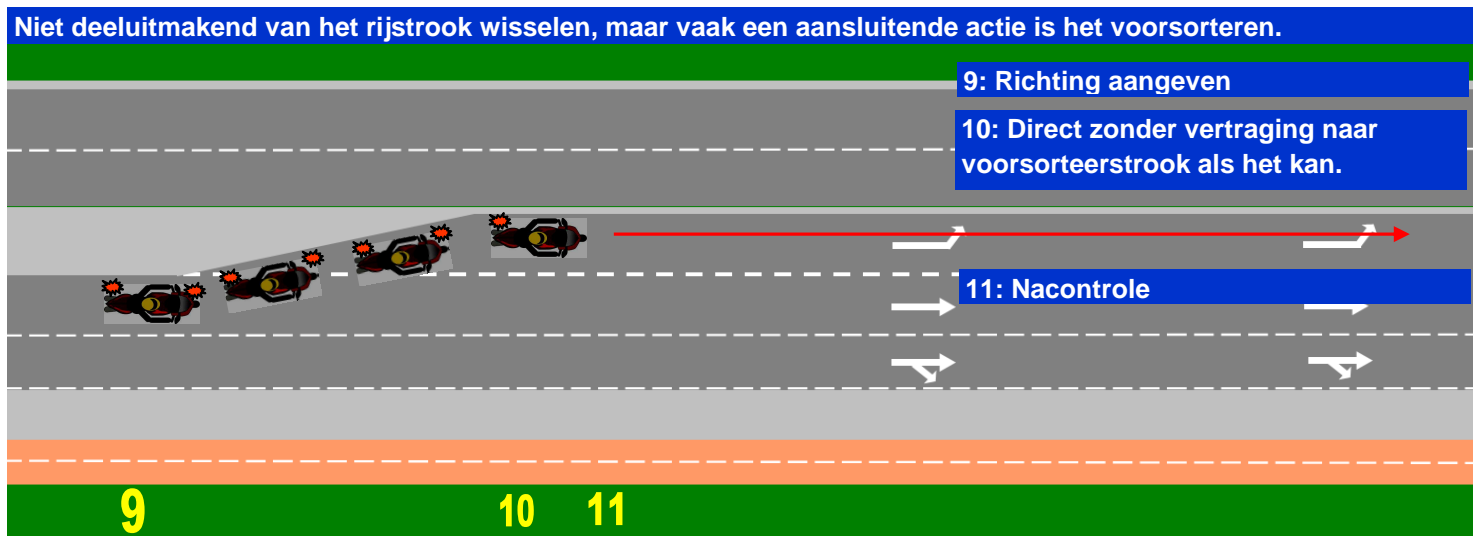 Niet deeluitmakend van het rijstrook wisselen, maar vaak een aansluitende actie is het voorsorteren.
9: Richting aangeven
10: Direct zonder vertraging naar
voorsorteerstrook als het kan.
11: Nacontrole
9 10 11